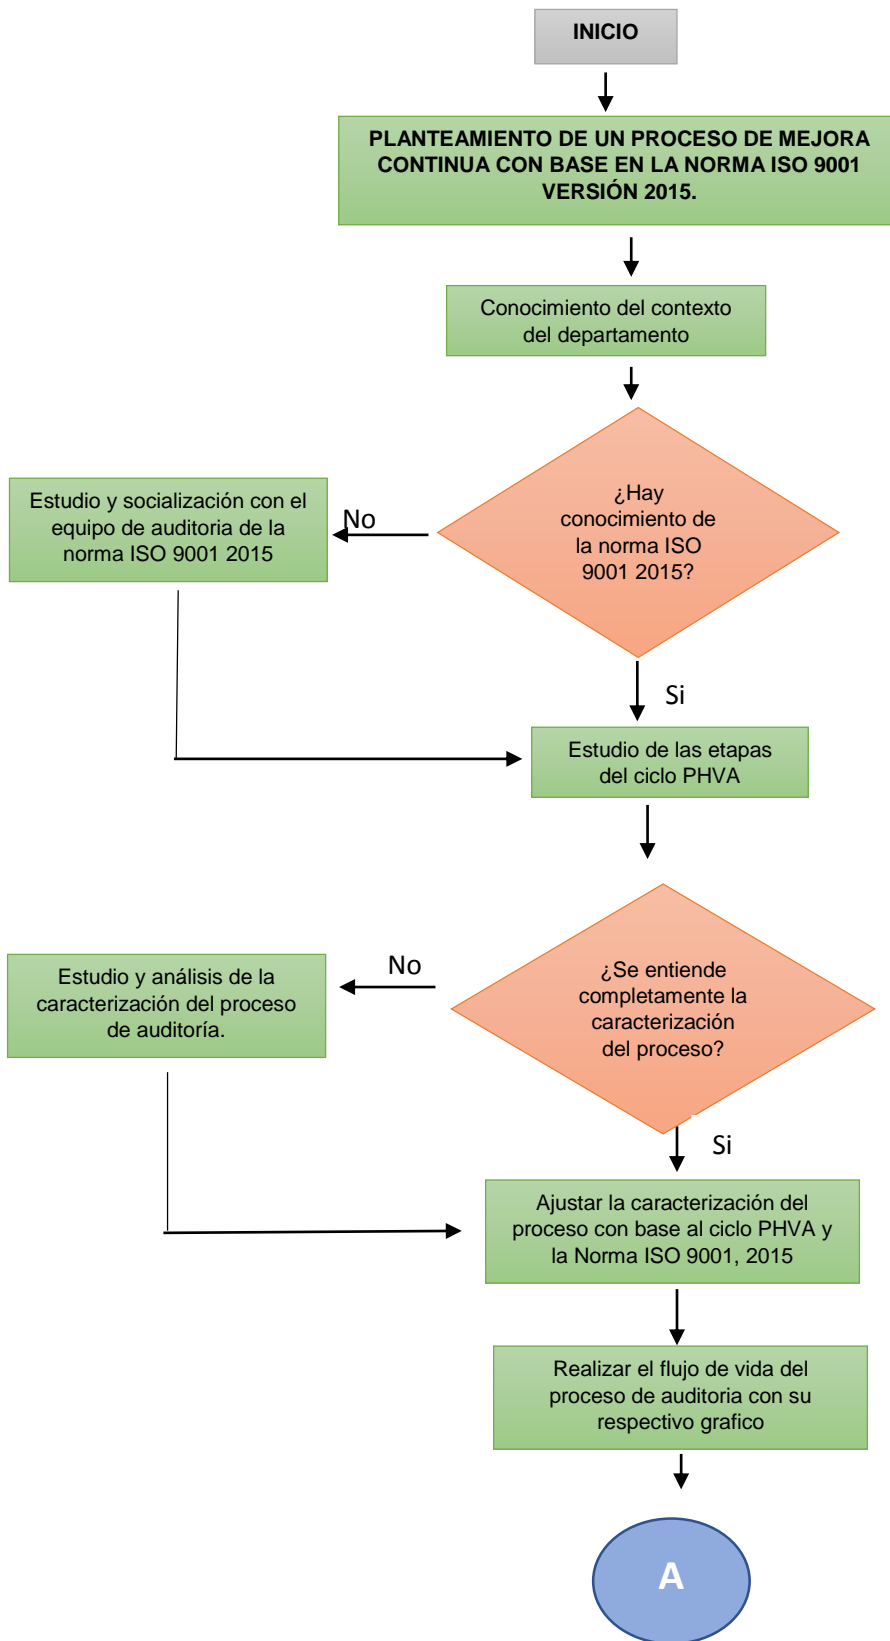 INICIO
PLANTEAMIENTO DE UN PROCESO DE MEJORA
CONTINUA CON BASE EN LA NORMA ISO 9001
VERSIÓN 2015.
Conocimiento del contexto
del departamento
¿Hay
conocimiento de
la norma ISO
9001 2015?
No
Estudio y socialización con el
equipo de auditoria de la
norma ISO 9001 2015
Si
Estudio de las etapas
del ciclo PHVA
¿Se entiende
completamente la
caracterización
del proceso?
No
Estudio y análisis de la
caracterización del proceso
de auditoría.
Si
Ajustar la caracterización del
proceso con base al ciclo PHVA y
la Norma ISO 9001, 2015
Realizar el flujo de vida del
proceso de auditoria con su
respectivo grafico
A